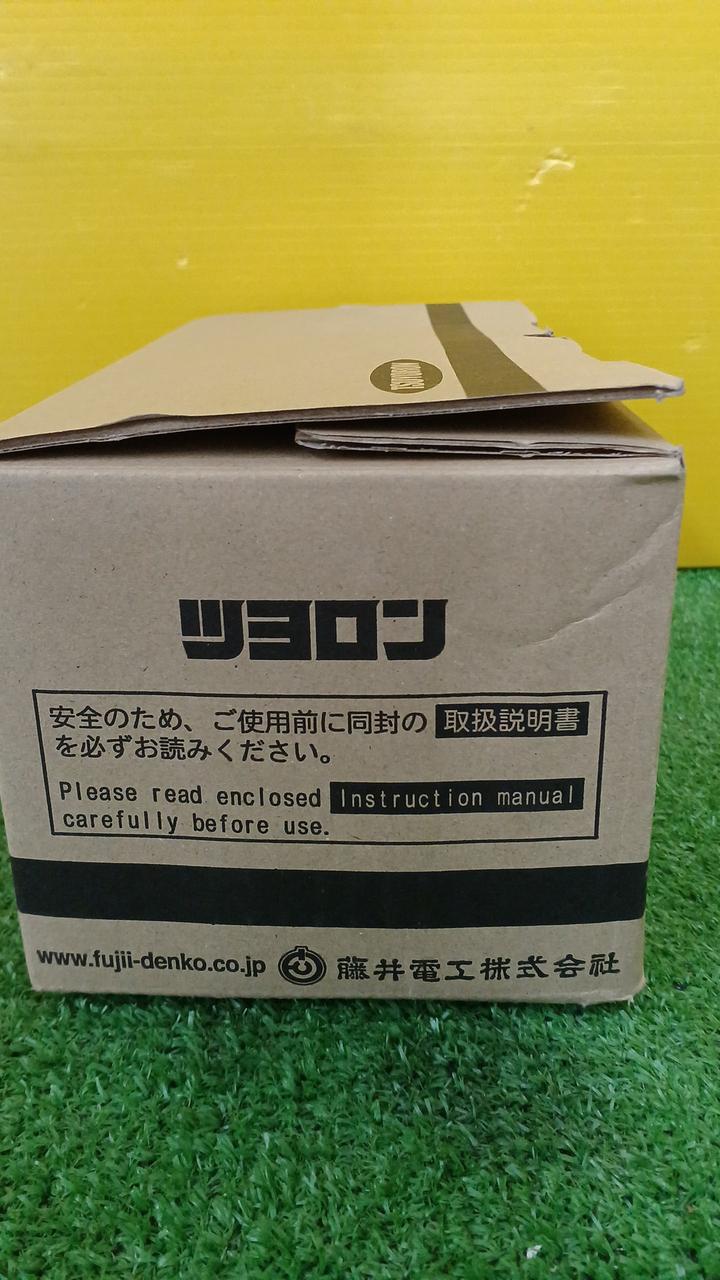 TSUYORON
ツヨロン
安全のため、ご使用前に同封の 取扱説明書
を必ずお読みください。
Please read enclosed Instruction manual
carefully before use.
www.fujii-denko.co.jp 藤井電工株式会社